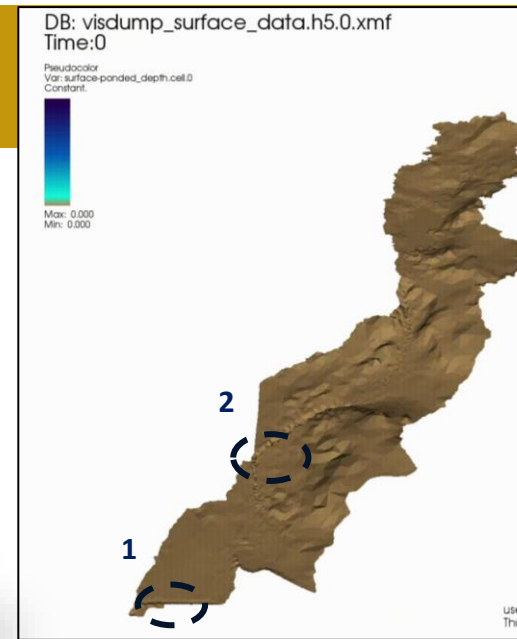 DB: visdump_surface_data.h5.0.xmf
Time:0
Pseudocolor
Var: surface-ponded_depth.cell.0
Constant.
Max: 0.000
Min: 0.000
2
1